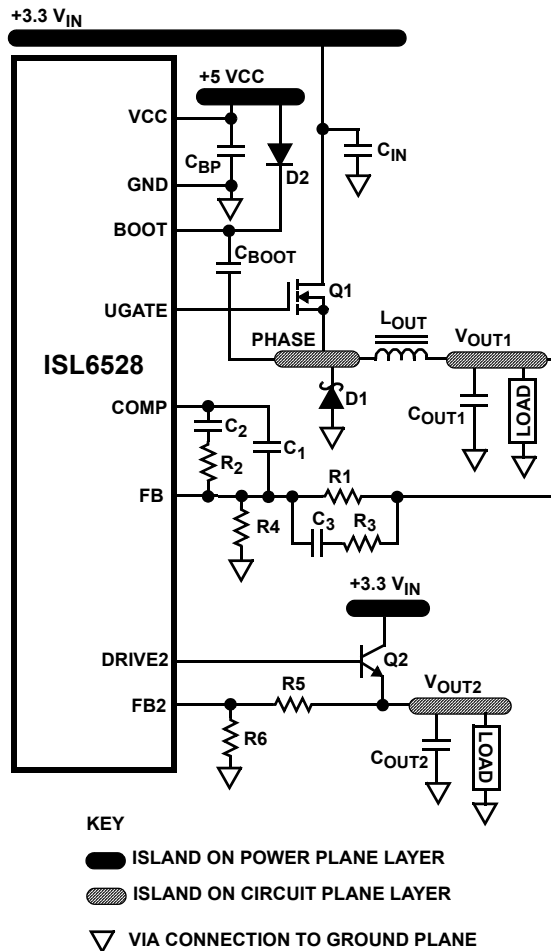 +3.3 VIN
+5 VCC
VCC
CBP
D2
CIN
GND
BOOT
CBOOT
UGATE
Q1
ISL6528
PHASE
LOUT
VOUT1
D1
COUT1
LOAD
COMP
C2
C1
R2
R1
FB
R4
C3
R3
+3.3 VIN
DRIVE2
Q2
R5
VOUT2
FB2
R6
COUT2
LOAD
KEY
ISLAND ON POWER PLANE LAYER
ISLAND ON CIRCUIT PLANE LAYER
VIA CONNECTION TO GROUND PLANE